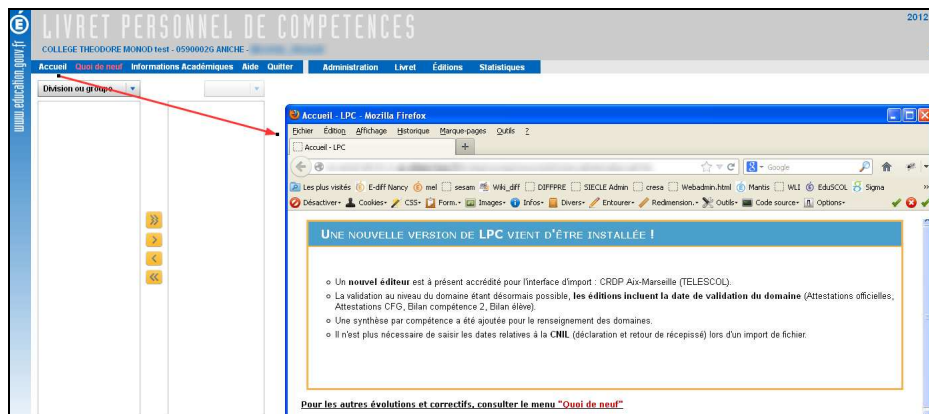 LIVRET PERSONNEL DE COMPETENCES
2012
COLLEGE THEODORE MONOD test - 0590026G ANICHE -
www.education.gouv.fr
Accueil Quoi de neuf Informations Académiques Aide Quitter Administration Livret Éditions Statistiques
Division ou groupe
Accueil - LPC - Mozilla Firefox
Fichier Édition Affichage Historique Marque-pages Outils ?
Accueil - LPC
Google
Les plus visités E-diff Nancy mel sesam Wiki_diff DIFFPRE SIECLE Admin cresa Webadmin.html Mantis WLI EduSCOL Sigma
Désactiver Cookies CSS Form. Images Infos Divers Entourer Redmension. Outils Code source Options
UNE NOUVELLE VERSION DE LPC VIENT D'ÊTRE INSTALLÉE !
Un nouvel éditeur est à présent accrédité pour l'interface d'import : CRDP Aix-Marseille (TELESCOL).
La validation au niveau du domaine étant désormais possible, les éditions incluent la date de validation du domaine (Attestations officielles,
Attestations CFG, Bilan compétence 2, Bilan élève).
Une synthèse par compétence a été ajoutée pour le renseignement des domaines.
Il n'est plus nécessaire de saisir les dates relatives à la CNIL (déclaration et retour de récépissé) lors d'un import de fichier.
Pour les autres évolutions et correctifs, consulter le menu "Quoi de neuf"